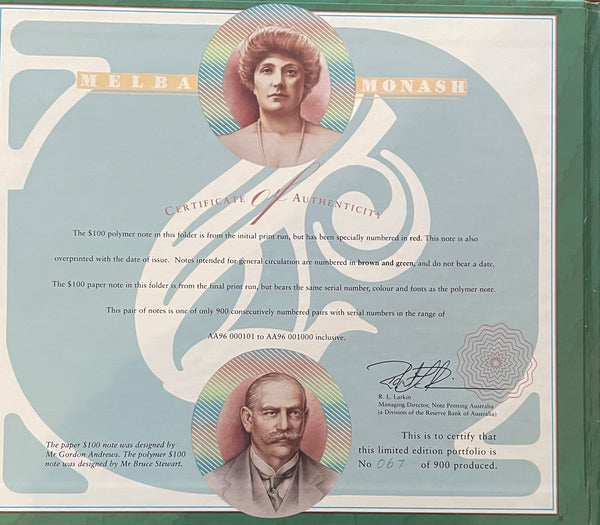 MELBA MONASH
CERTIFICATE of AUTHENTICITY
The $100 polymer note in this folder is from the initial print run, but has been specially numbered in red. This note is also
overprinted with the date of issue. Notes intended for general circulation are numbered in brown and green, and do not bear a date.
The $100 paper note in this folder is from the final print run, but bears the same serial number, colour and fonts as the polymer note.
This pair of notes is one of only 900 consecutively numbered pairs with serial numbers in the range of
AA96 000101 to AA96 001000 inclusive.
R. L. Larkin
Managing Director, Note Printing Australia
(a Division of the Reserve Bank of Australia)
The paper $100 note was designed by
Mr Gordon Andrews. The polymer $100
note was designed by Mr Bruce Stewart.
This is to certify that
this limited edition portfolio is
No 067 of 900 produced.